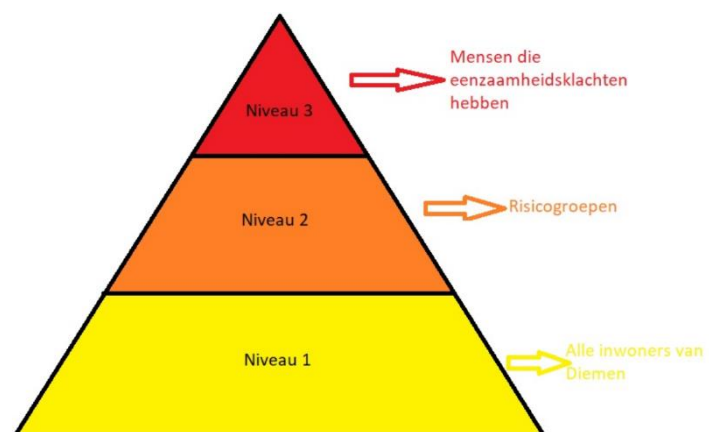 Mensen die
eenzaamheidsklachten
hebben
Niveau 3
Risicogroepen
Niveau 2
Alle inwoners van
Diemen
Niveau 1